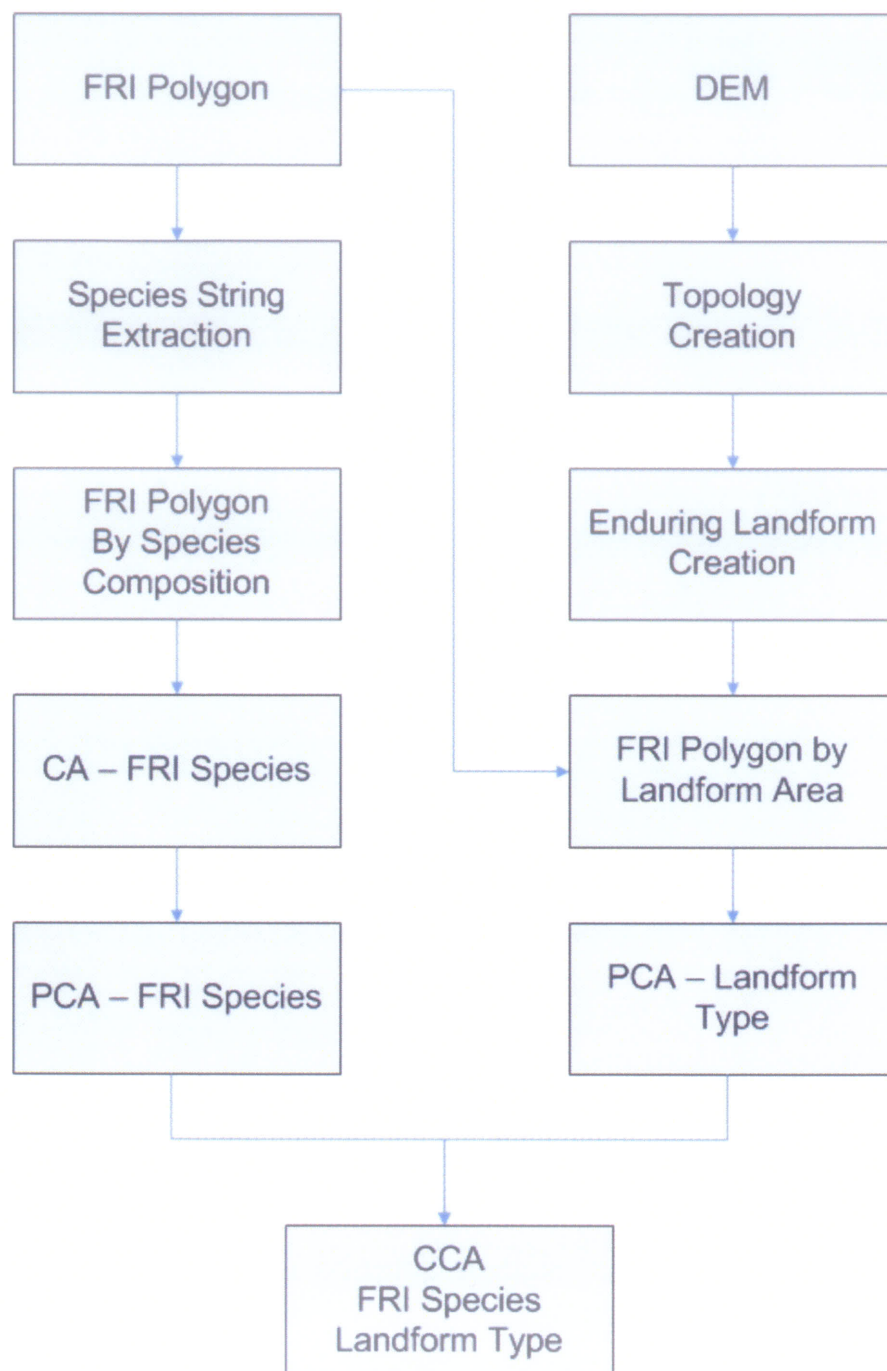 FRI Polygon
DEM
Species String
Extraction
Topology
Creation
FRI Polygon
By Species
Composition
Enduring Landform
Creation
CA – FRI Species
FRI Polygon by
Landform Area
PCA – FRI Species
PCA – Landform
Type
CCA
FRI Species
Landform Type